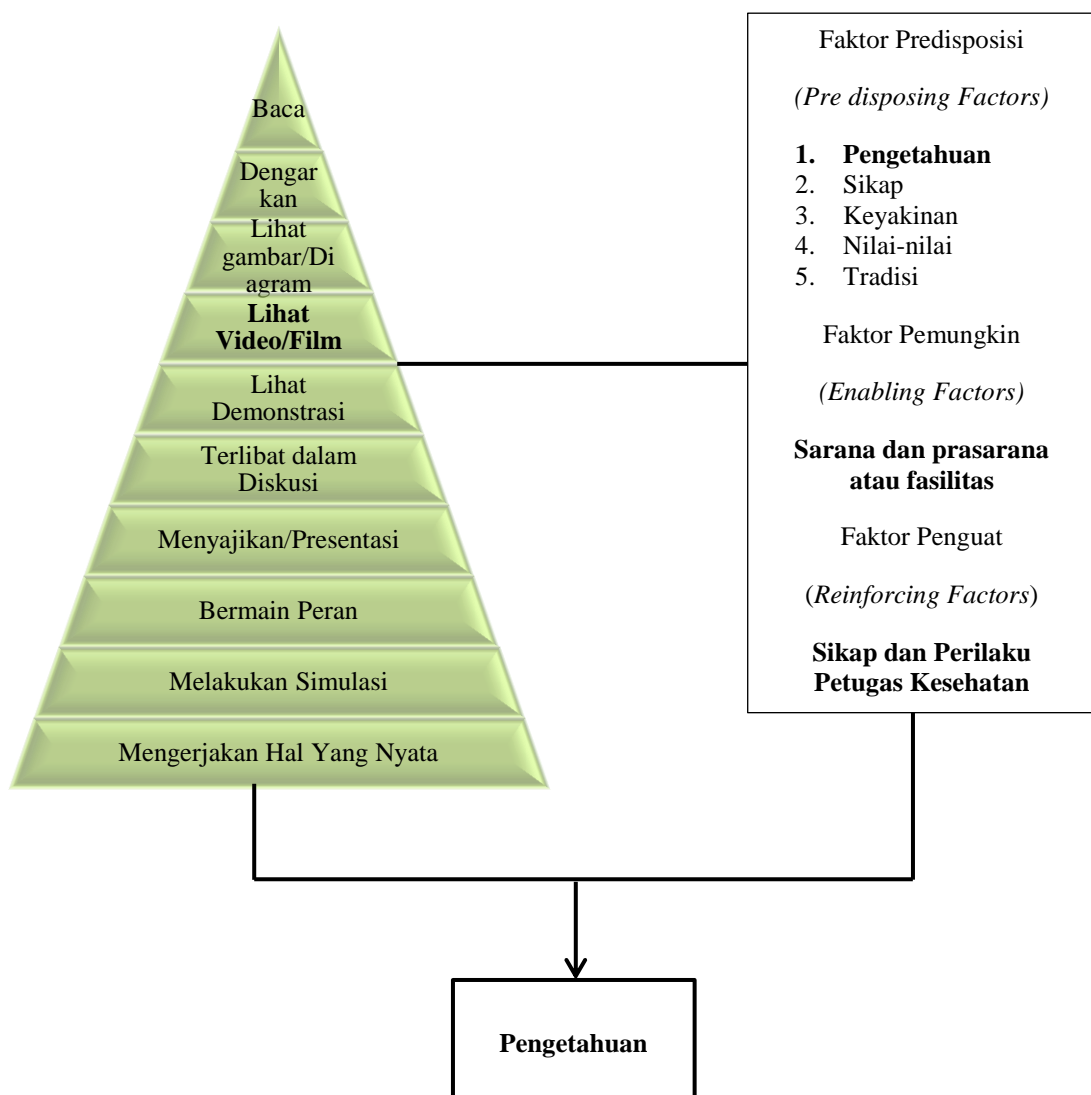 Baca
Dengar
kan
Lihat
gambar/Di
agram
Lihat
Video/Film
Lihat
Demonstrasi
Terlibat dalam
Diskusi
Menyajikan/Presentasi
Bermain Peran
Melakukan Simulasi
Mengerjakan Hal Yang Nyata
Faktor Predisposisi
(Pre disposing Factors)
1. Pengetahuan
2. Sikap
3. Keyakinan
4. Nilai-nilai
5. Tradisi
Faktor Pemungkin
(Enabling Factors)
Sarana dan prasarana
atau fasilitas
Faktor Penguat
(Reinforcing Factors)
Sikap dan Perilaku
Petugas Kesehatan
Pengetahuan